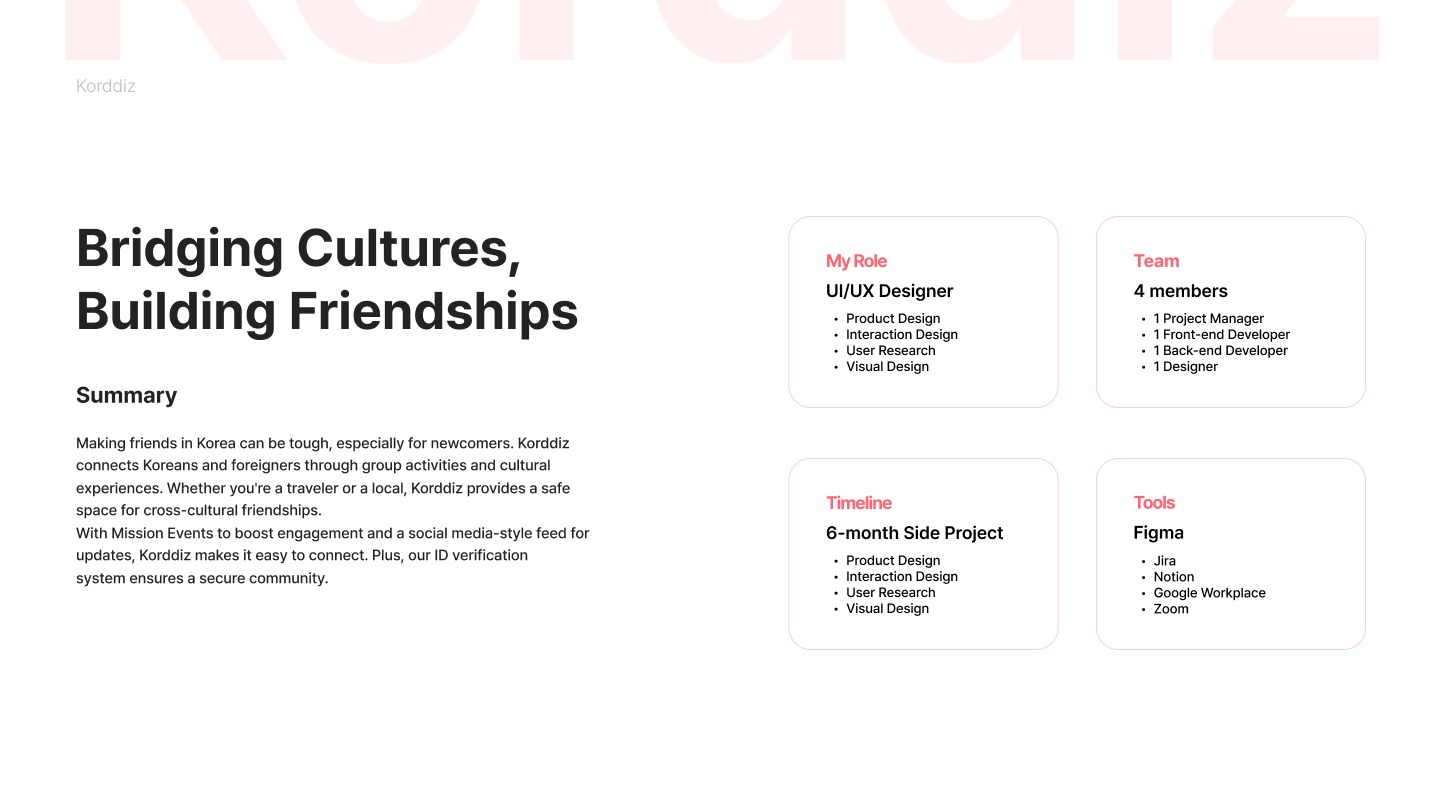 Korddiz
Korddiz
Bridging Cultures,
Building Friendships
Summary
Making friends in Korea can be tough, especially for newcomers. Korddiz
connects Koreans and foreigners through group activities and cultural
experiences. Whether you're a traveler or a local, Korddiz provides a safe
space for cross-cultural friendships.
With Mission Events to boost engagement and a social media-style feed for
updates, Korddiz makes it easy to connect. Plus, our ID verification
system ensures a secure community.
My Role
UI/UX Designer
• Product Design
• Interaction Design
• User Research
• Visual Design
Team
4 members
• 1 Project Manager
• 1 Front-end Developer
• 1 Back-end Developer
• 1 Designer
Timeline
6-month Side Project
• Product Design
• Interaction Design
• User Research
• Visual Design
Tools
Figma
• Jira
• Notion
• Google Workplace
• Zoom